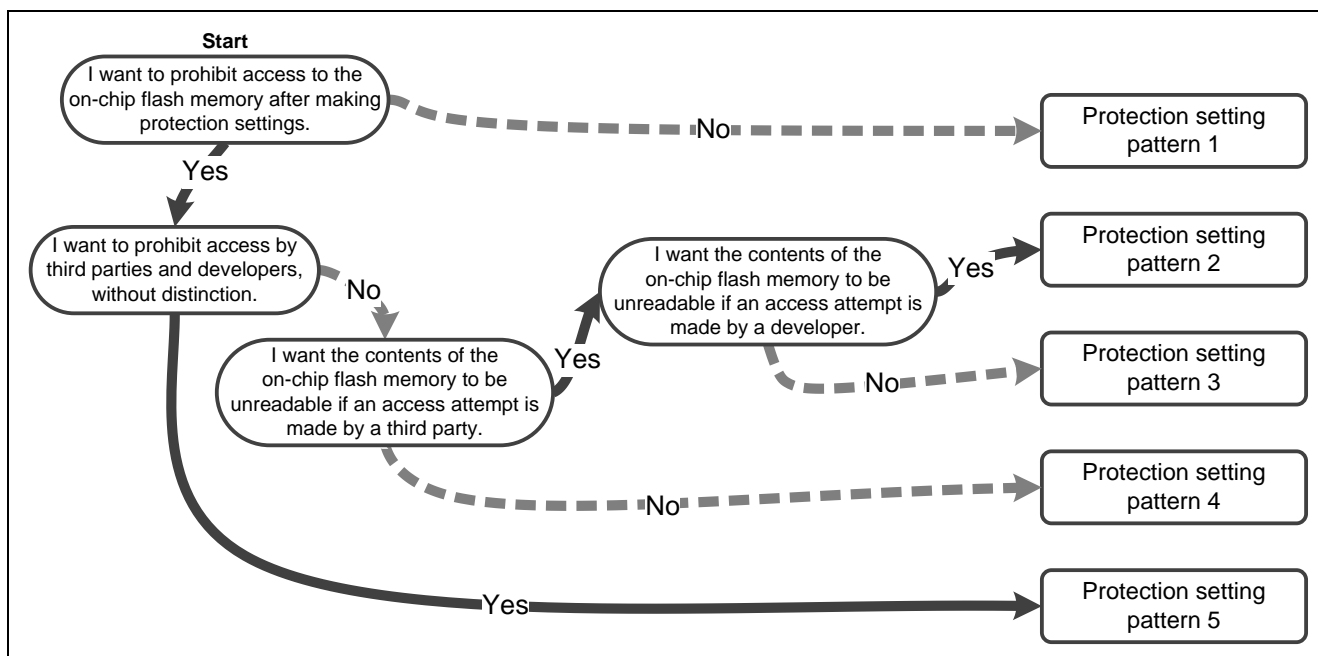 Start
I want to prohibit access to the
on-chip flash memory after making
protection settings.
No
Protection setting
pattern 1
Yes
I want to prohibit access by
third parties and developers,
without distinction.
No
I want the contents of the
on-chip flash memory to be
unreadable if an access attempt is
made by a third party.
Yes
I want the contents of the
on-chip flash memory to be
unreadable if an access attempt is
made by a developer.
Yes
Protection setting
pattern 2
No
Protection setting
pattern 3
No
Protection setting
pattern 4
Yes
Protection setting
pattern 5